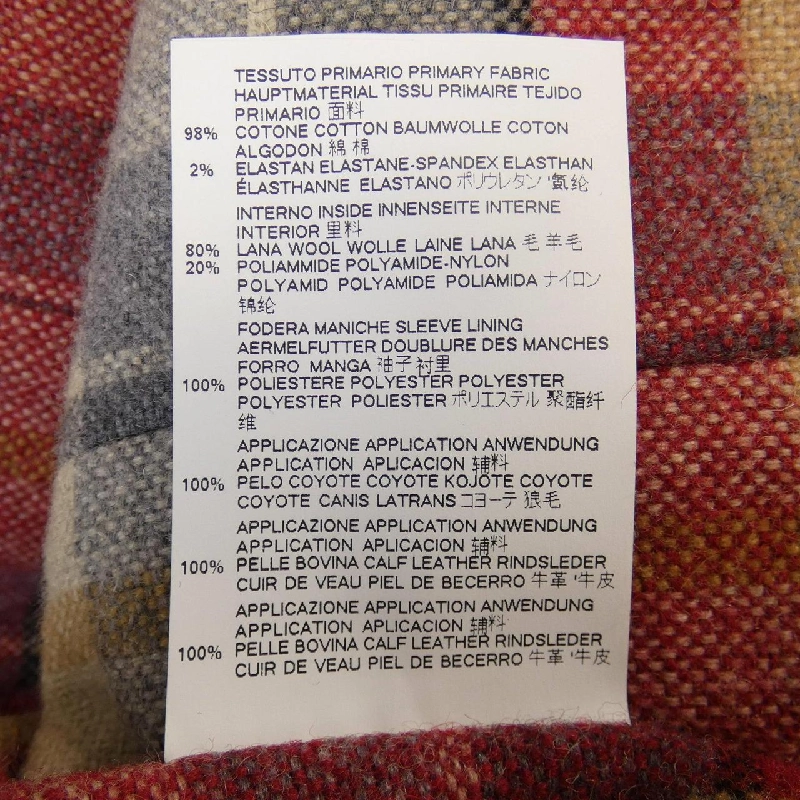 TESSUTO PRIMARIO PRIMARY FABRIC
HAUPTMATERIAL TISSU PRIMAIRE TEJIDO
PRIMARIO 面料
98% COTONE COTTON BAUMWOLLE COTON
ALGODON 綿 棉
2% ELASTAN ELASTANE-SPANDEX ELASTHAN
ÉLASTHANNE ELASTANO ポリウレタン '氨纶
INTERNO INSIDE INNENSEITE INTERNE
INTERIOR 里料
80% LANA WOOL WOLLE LAINE LANA 毛 羊毛
20% POLIAMMIDE POLYAMIDE-NYLON
POLYAMID POLYAMIDE POLIAMIDA ナイロン
锦纶
FODERA MANICHE SLEEVE LINING
AERMELFUTTER DOUBLURE DES MANCHES
FORRO MANGA 袖子衬里
100% POLIESTERE POLYESTER POLYESTER
POLYESTER POLIESTER ポリエステル 聚酯纤
维
APPLICAZIONE APPLICATION ANWENDUNG
APPLICATION APLICACION 辅料
100% PELO COYOTE COYOTE KOJOTE COYOTE
COYOTE CANIS LATRANS コヨーテ 狼毛
APPLICAZIONE APPLICATION ANWENDUNG
APPLICATION APLICACION 辅料
100% PELLE BOVINA CALF LEATHER RINDSLEDER
CUIR DE VEAU PIEL DE BECERRO 牛革 '牛皮
APPLICAZIONE APPLICATION ANWENDUNG
APPLICATION APLICACION 辅料
100% PELLE BOVINA CALF LEATHER RINDSLEDER
CUIR DE VEAU PIEL DE BECERRO 牛革 '牛皮